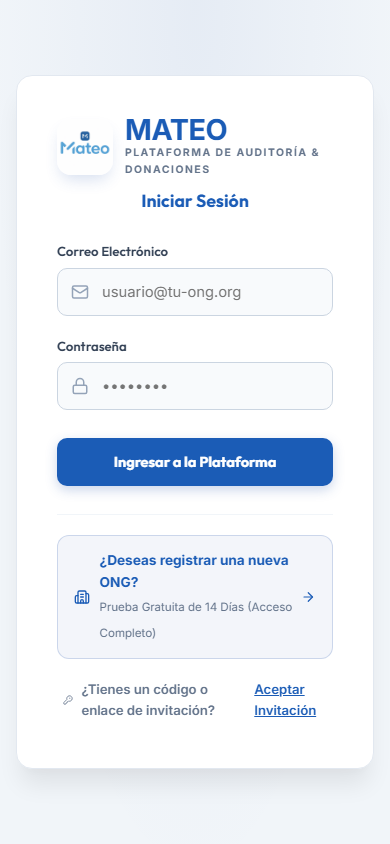 Mateo
MATEO
PLATAFORMA DE AUDITORÍA &
DONACIONES
Iniciar Sesión
Correo Electrónico
usuario@tu-ong.org
Contraseña
••••••••
Ingresar a la Plataforma
¿Deseas registrar una nueva
ONG?
Prueba Gratuita de 14 Días (Acceso
Completo)
¿Tienes un código o
enlace de invitación?
Aceptar
Invitación